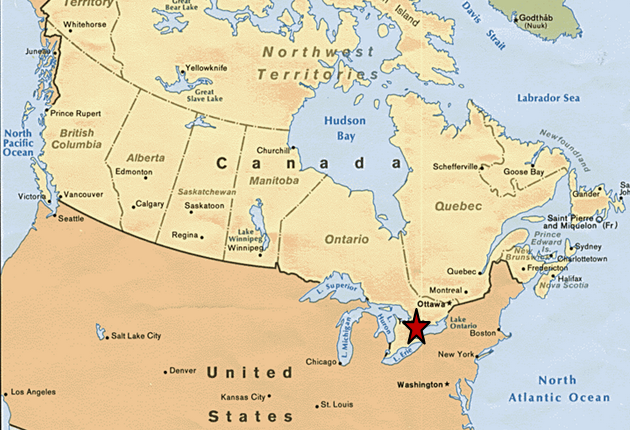 Territory
Great
Bear Lake
Island
Davis
Strait
Godthåb
(Nuuk)
Whitehorse
Juneau
Yellowknife
Great
Slave Lake
Northwest
Territories
Labrador Sea
Prince Rupert
North
Pacific
Ocean
British
Columbia
Hudson
Bay
Newfoundland
Churchill
Canada
Schefferville
Goose Bay
Alberta
Edmonton
Saskatchewan
Manitoba
Gander
Victoria
Vancouver
Calgary
Saskatoon
Quebec
Seattle
Regina
Lake
Winnipeg
Winnipeg
Ontario
Saint Pierre
and Miquelon (Fr)
Prince
Edward
Is.
Sydney
New
Brunswick
Charlottetown
Quebec
Fredericton
Halifax
Nova Scotia
Montreal
L. Superior
Ottawa
L. Michigan
L.
Huron
Lake
Ontario
Boston
Salt Lake City
L. Erie
Chicago
New York
Denver
United
States
Washington
North
Atlantic Ocean
Los Angeles
Kansas City
St. Louis